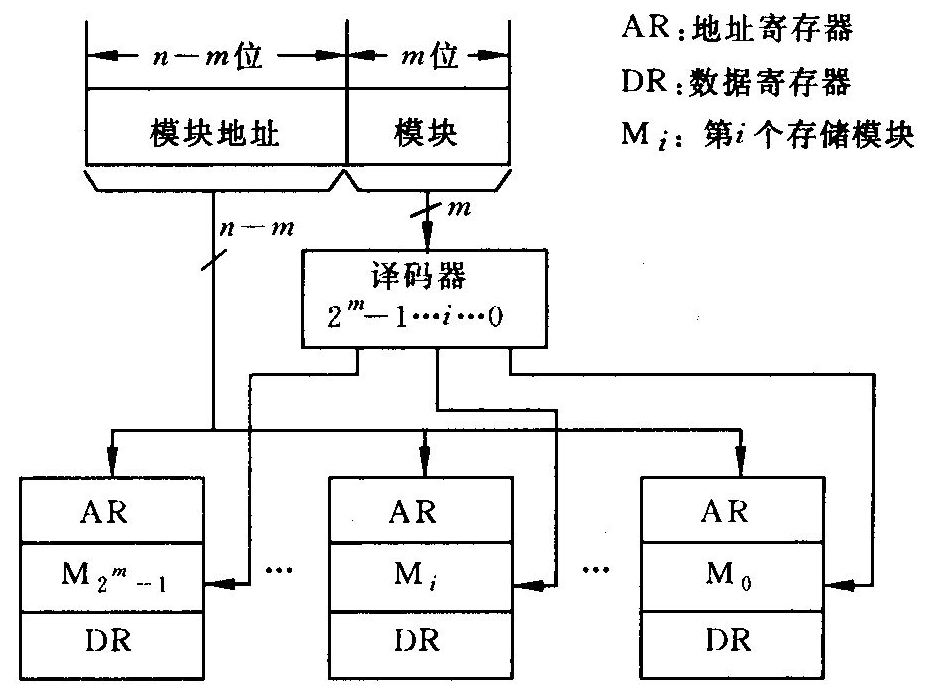 n-m位 m位
模块地址 模块
AR:地址寄存器
DR:数据寄存器
M_i: 第i个存储模块
n-m
m
译码器
2^m-1…i…0
AR AR AR
M_2^m-1 … M_i … M_0
DR DR DR